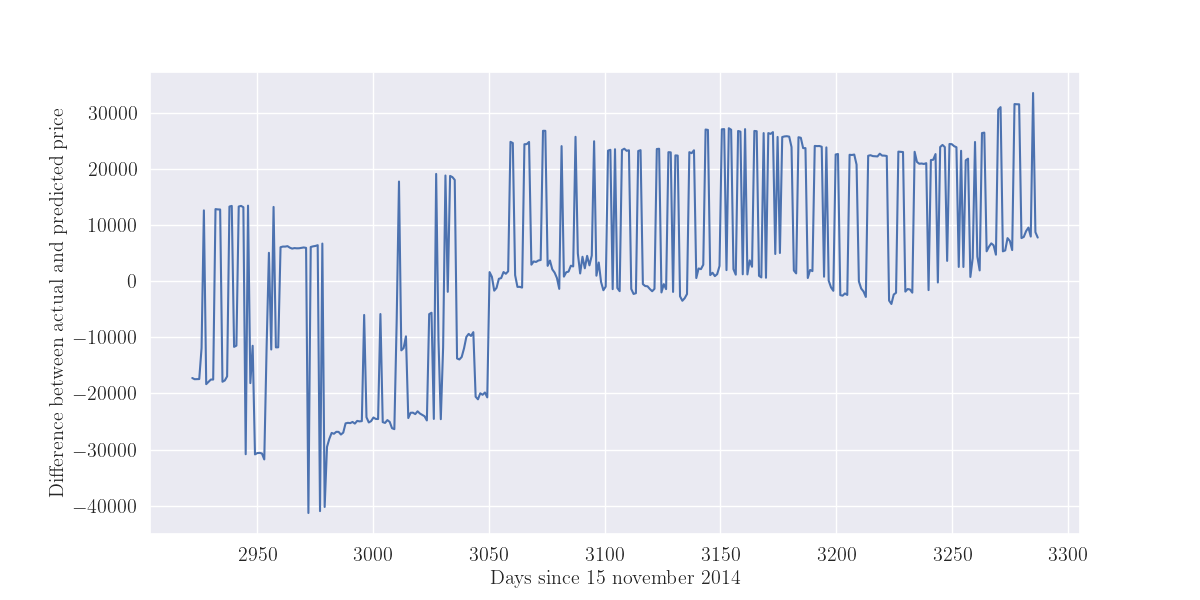 Difference between actual and predicted price
30000
20000
10000
0
−10000
−20000
−30000
−40000
2950 3000 3050 3100 3150 3200 3250 3300
Days since 15 november 2014